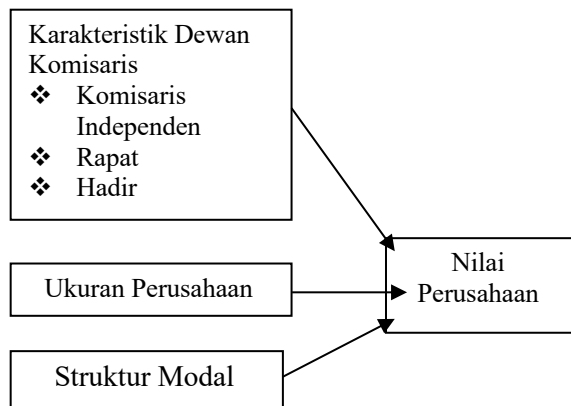 Karakteristik Dewan
Komisaris
❖ Komisaris
Independen
❖ Rapat
❖ Hadir
Nilai
Perusahaan
Ukuran Perusahaan
Struktur Modal